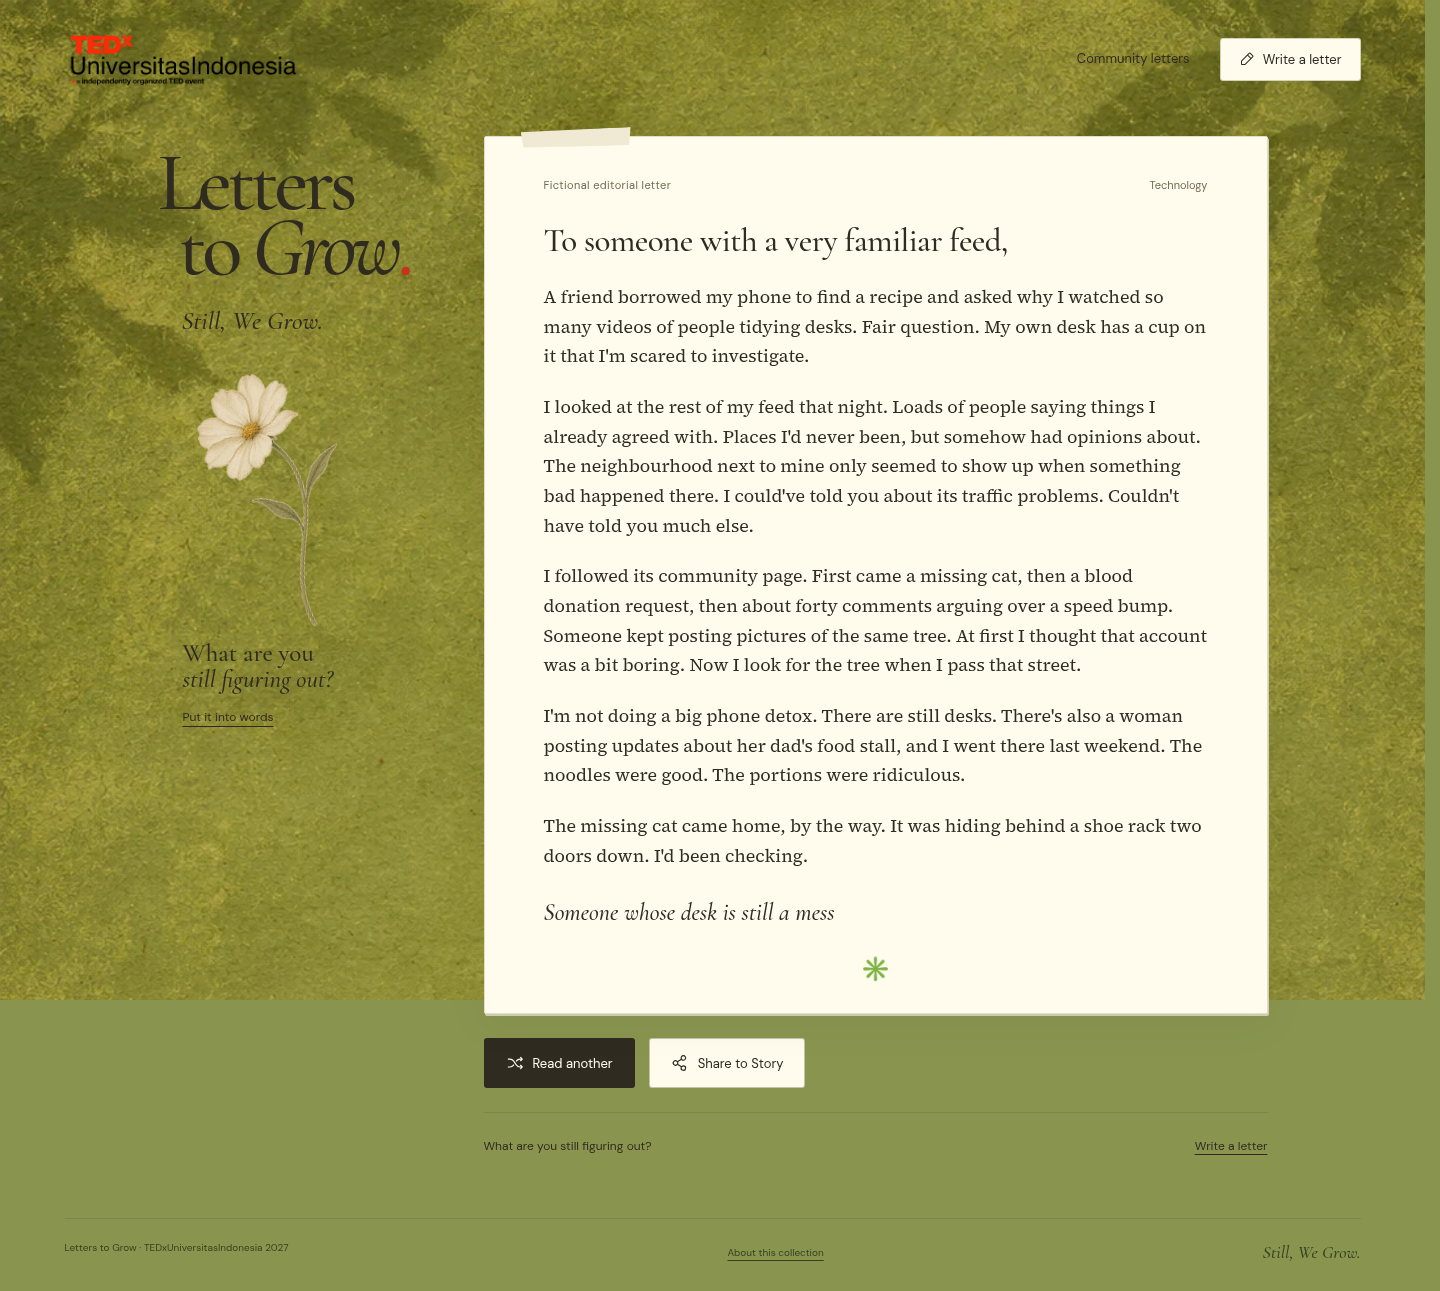 TEDx
UniversitasIndonesia
x = independently organized TED event
Community letters
Write a letter
Letters
to Grow.
Still, We Grow.
What are you
still figuring out?
Put it into words
Fictional editorial letter
Technology
To someone with a very familiar feed,
A friend borrowed my phone to find a recipe and asked why I watched so
many videos of people tidying desks. Fair question. My own desk has a cup on
it that I'm scared to investigate.
I looked at the rest of my feed that night. Loads of people saying things I
already agreed with. Places I'd never been, but somehow had opinions about.
The neighbourhood next to mine only seemed to show up when something
bad happened there. I could've told you about its traffic problems. Couldn't
have told you much else.
I followed its community page. First came a missing cat, then a blood
donation request, then about forty comments arguing over a speed bump.
Someone kept posting pictures of the same tree. At first I thought that account
was a bit boring. Now I look for the tree when I pass that street.
I'm not doing a big phone detox. There are still desks. There's also a woman
posting updates about her dad's food stall, and I went there last weekend. The
noodles were good. The portions were ridiculous.
The missing cat came home, by the way. It was hiding behind a shoe rack two
doors down. I'd been checking.
Someone whose desk is still a mess
Read another
Share to Story
What are you still figuring out?
Write a letter
Letters to Grow · TEDxUniversitasIndonesia 2027
About this collection
Still, We Grow.